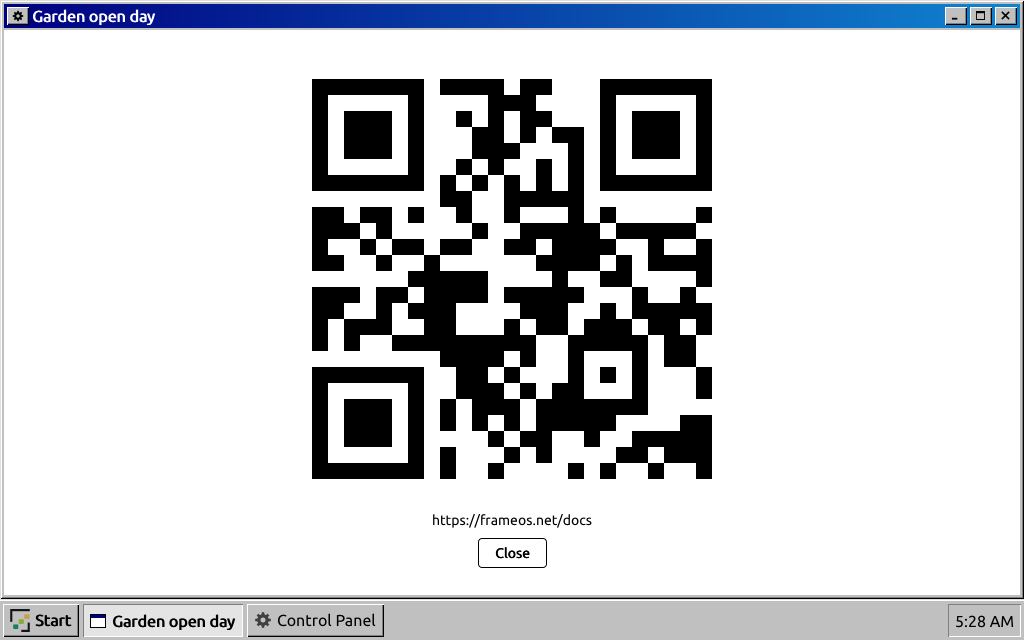 Garden open day
https://frameos.net/docs
Close
Start
Garden open day
Control Panel
5:28 AM